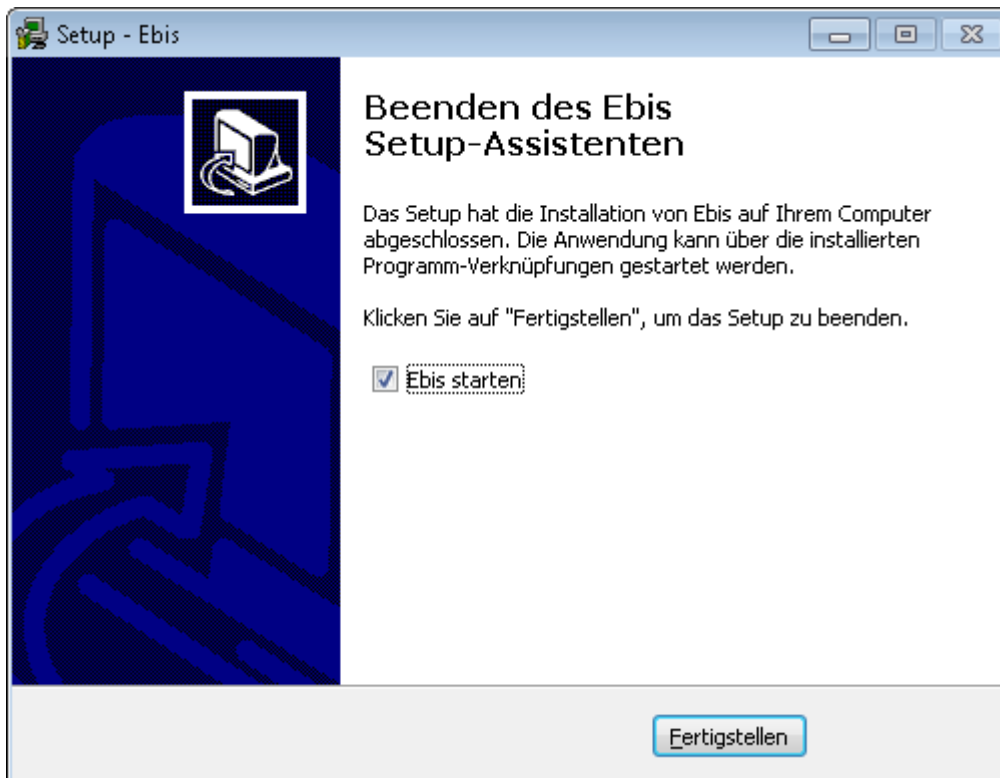 Setup - Ebis
Beenden des Ebis
Setup-Assistenten
Das Setup hat die Installation von Ebis auf Ihrem Computer
abgeschlossen. Die Anwendung kann über die installierten
Programm-Verknüpfungen gestartet werden.
Klicken Sie auf "Fertigstellen", um das Setup zu beenden.
Ebis starten
Fertigstellen